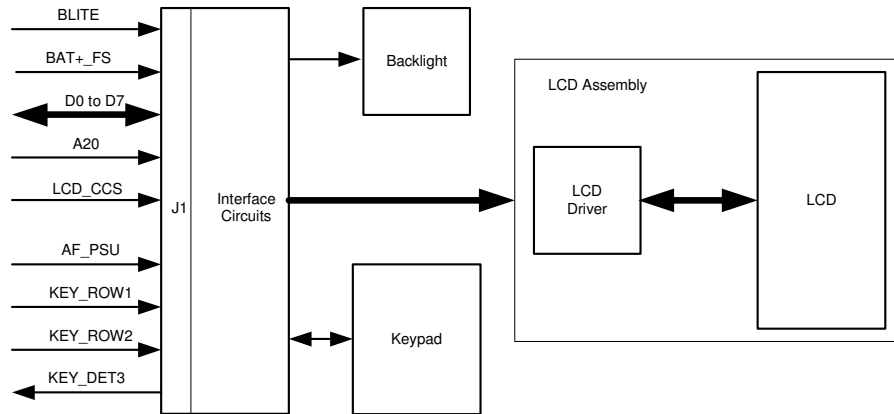 BLITE
BAT+_FS
D0 to D7
A20
LCD_CCS
AF_PSU
KEY_ROW1
KEY_ROW2
KEY_DET3
J1
Interface
Circuits
Backlight
Keypad
LCD Assembly
LCD
Driver
LCD